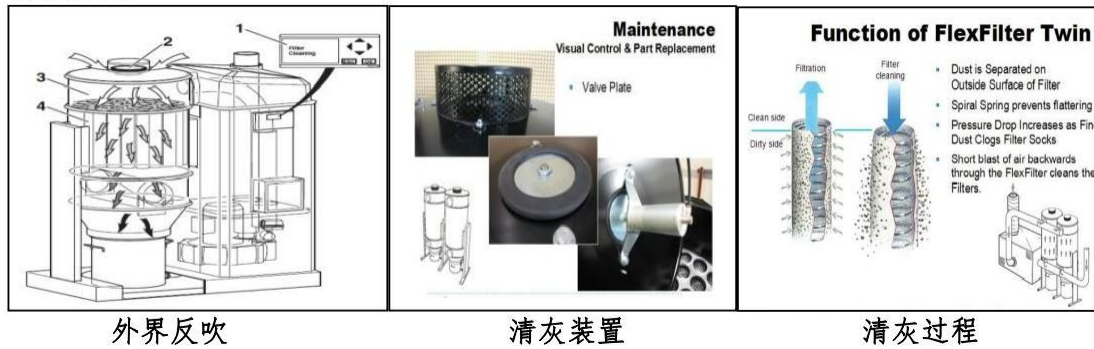 1
2
3
4
Filter
Cleaning
外界反吹
Maintenance
Visual Control & Part Replacement
• Valve Plate
清灰装置
Function of FlexFilter Twin
Filtration
Filter
cleaning
Clean side
Dirty side
• Dust is Separated on
Outside Surface of Filter
• Spiral Spring prevents flattering
• Pressure Drop Increases as Fin
Dust Clogs Filter Socks
• Short blast of air backwards
through the FlexFilter cleans the
Filters.
清灰过程